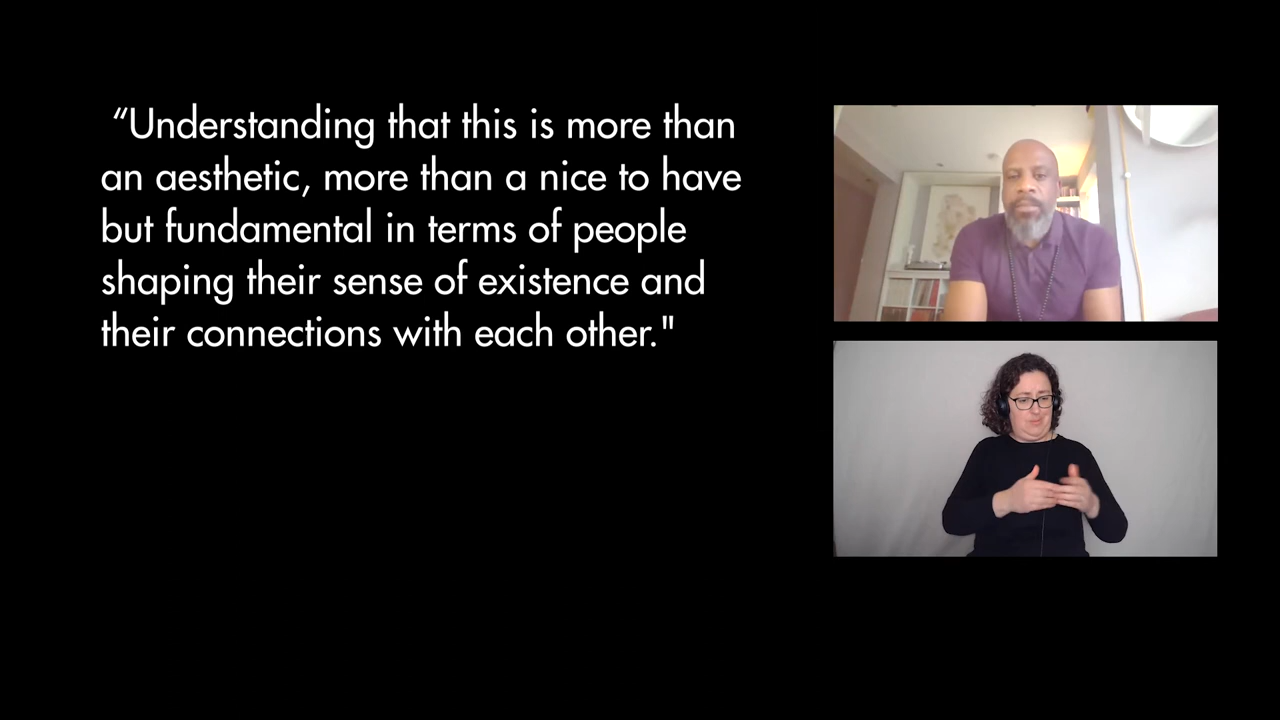 “Understanding that this is more than
an aesthetic, more than a nice to have
but fundamental in terms of people
shaping their sense of existence and
their connections with each other."